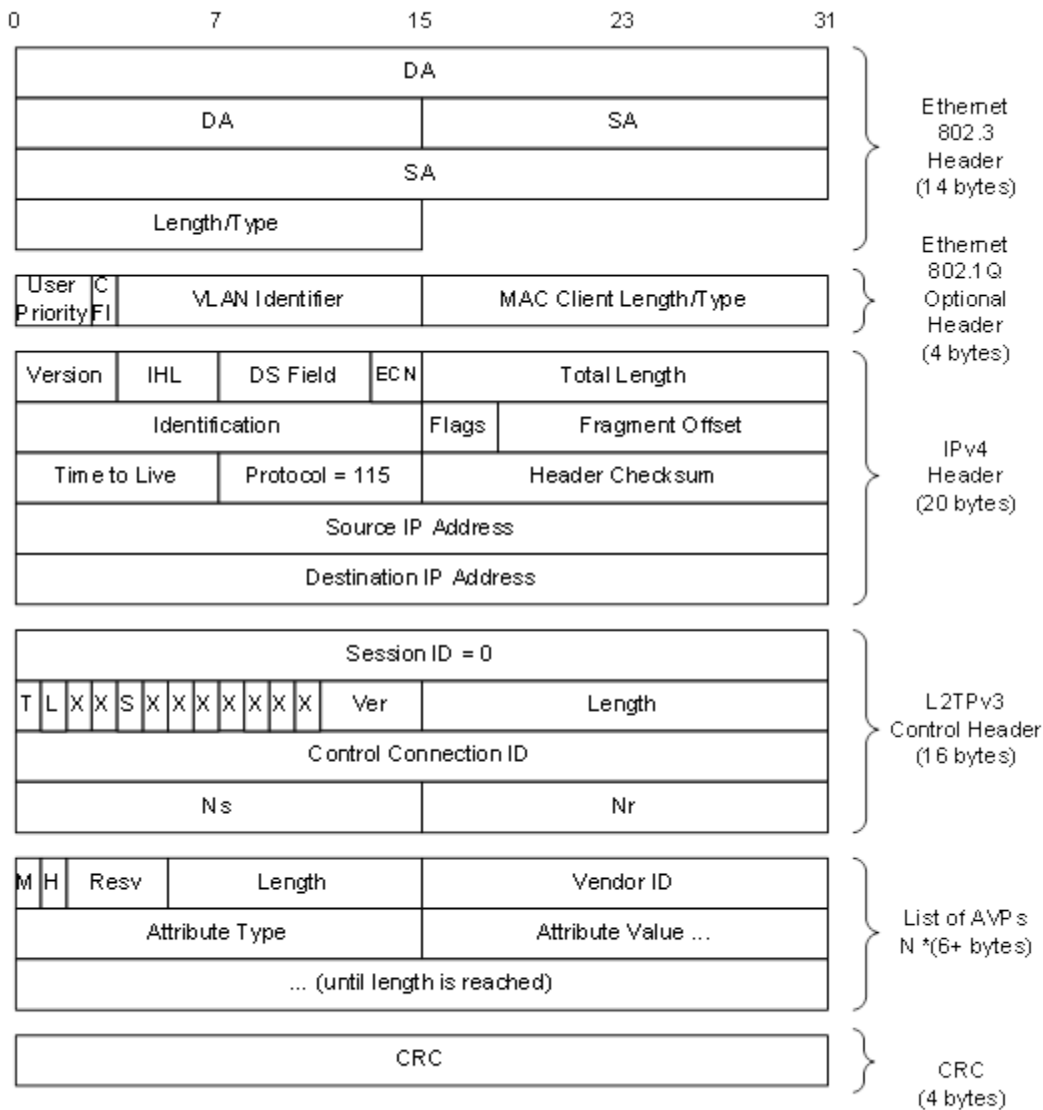 0 7 15 23 31
DA
DA SA
SA
Length/Type
Ethernet
802.3
Header
(14 bytes)
User
Priority
C
FI
VLAN Identifier
MAC Client Length/Type
Ethernet
802.1Q
Optional
Header
(4 bytes)
Version IHL DS Field ECN Total Length
Identification Flags Fragment Offset
Time to Live Protocol = 115 Header Checksum
Source IP Address
Destination IP Address
IPv4
Header
(20 bytes)
Session ID = 0
T L X X S X X X X X X X Ver Length
Control Connection ID
Ns Nr
L2TPv3
Control Header
(16 bytes)
M H Resv Length Vendor ID
Attribute Type Attribute Value ...
... (until length is reached)
List of AVPs
N *(6+ bytes)
CRC
CRC
(4 bytes)